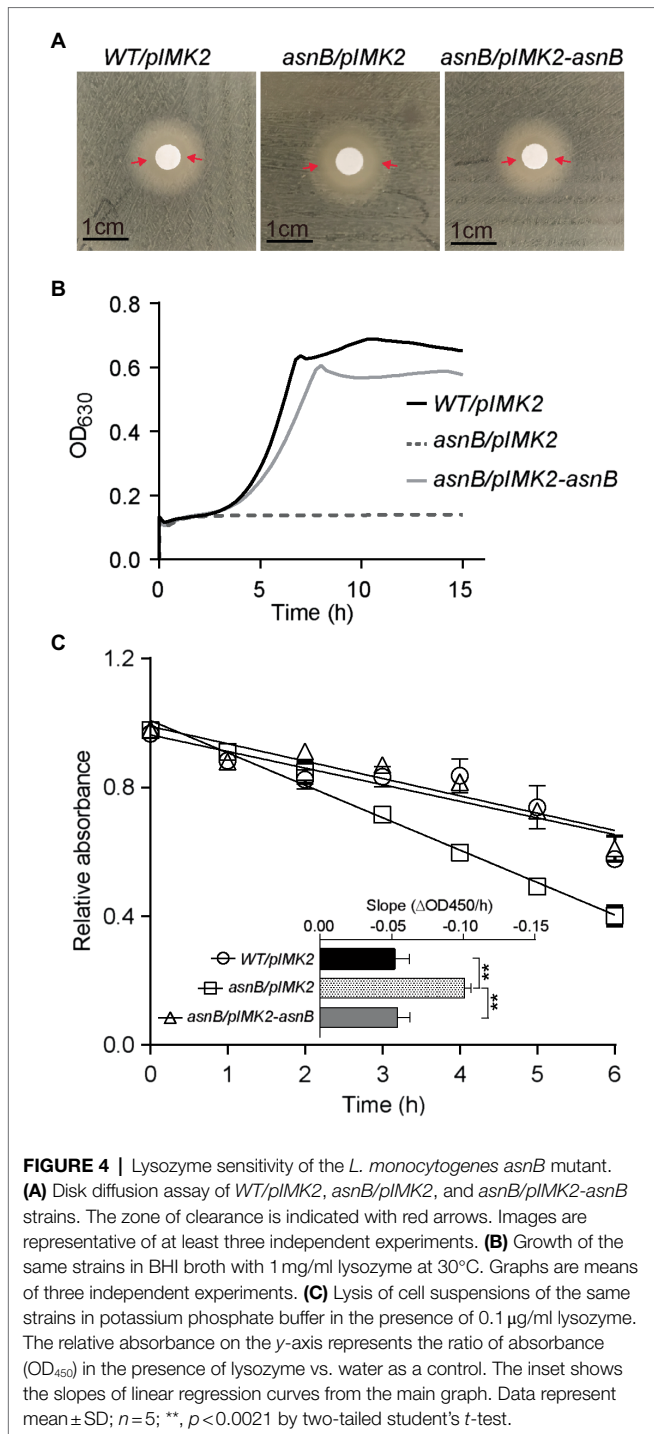 A
WT/pIMK2 asnB/pIMK2 asnB/pIMK2-asnB
1cm 1cm 1cm
B
0.8
0.6
0.4
0.2
0.0
OD630
WT/pIMK2
asnB/pIMK2
asnB/pIMK2-asnB
0 5 10 15
Time (h)
C
1.2
0.8
0.4
0.0
Relative absorbance
Slope (ΔOD450/h)
0.00 -0.05 -0.10 -0.15
WT/pIMK2
asnB/pIMK2
asnB/pIMK2-asnB
**
**
0 1 2 3 4 5 6
Time (h)
FIGURE 4 | Lysozyme sensitivity of the L. monocytogenes asnB mutant.
(A) Disk diffusion assay of WT/pIMK2, asnB/pIMK2, and asnB/pIMK2-asnB
strains. The zone of clearance is indicated with red arrows. Images are
representative of at least three independent experiments. (B) Growth of the
same strains in BHI broth with 1 mg/ml lysozyme at 30°C. Graphs are means
of three independent experiments. (C) Lysis of cell suspensions of the same
strains in potassium phosphate buffer in the presence of 0.1 μg/ml lysozyme.
The relative absorbance on the y-axis represents the ratio of absorbance
(OD450) in the presence of lysozyme vs. water as a control. The inset shows
the slopes of linear regression curves from the main graph. Data represent
mean ± SD; n = 5; **, p < 0.0021 by two-tailed student's t-test.